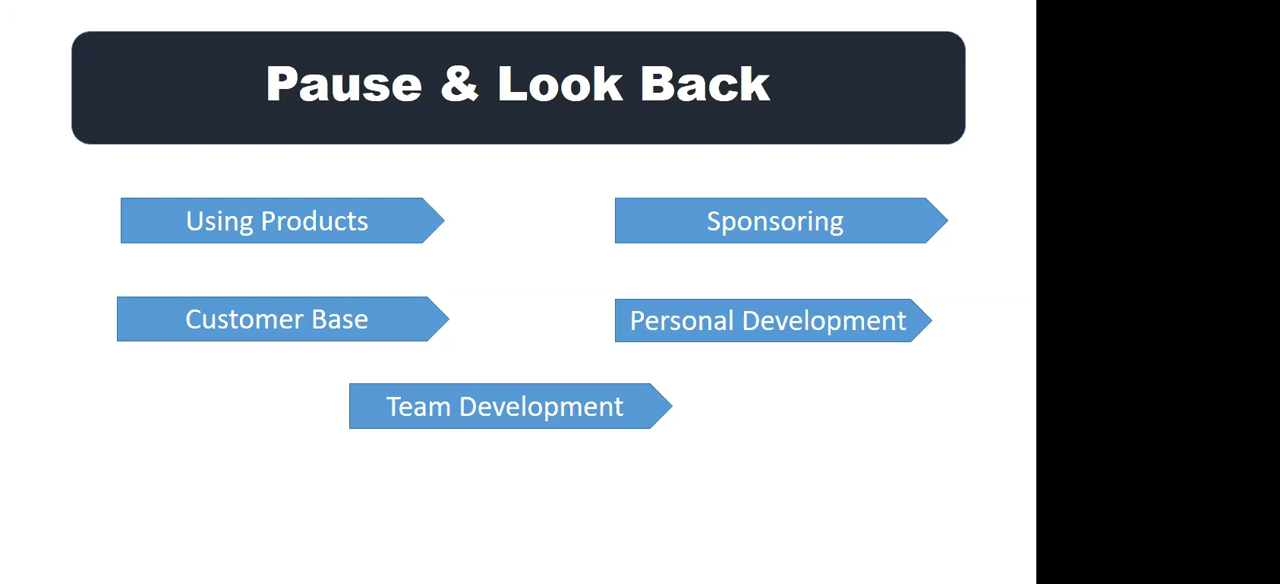 Pause & Look Back
Using Products
Sponsoring
Customer Base
Personal Development
Team Development